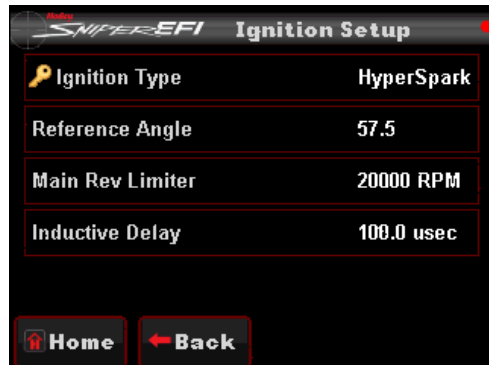 Holley
SNIPER EFI Ignition Setup
Ignition Type HyperSpark
Reference Angle 57.5
Main Rev Limiter 20000 RPM
Inductive Delay 100.0 usec
Home Back